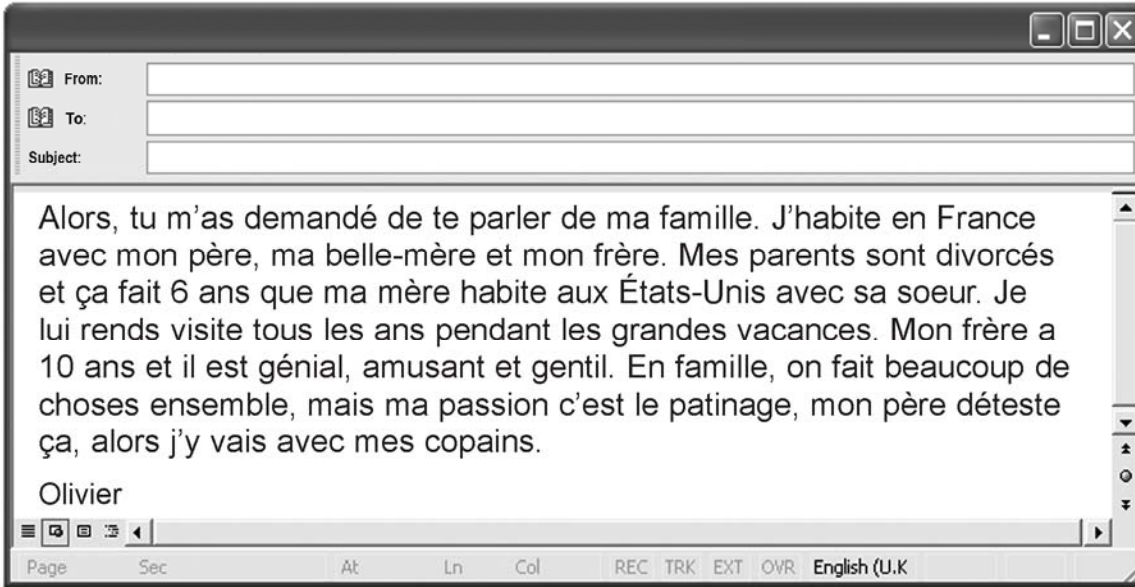 From:
To:
Subject:
Alors, tu m'as demandé de te parler de ma famille. J'habite en France
avec mon père, ma belle-mère et mon frère. Mes parents sont divorcés
et ça fait 6 ans que ma mère habite aux États-Unis avec sa soeur. Je
lui rends visite tous les ans pendant les grandes vacances. Mon frère a
10 ans et il est génial, amusant et gentil. En famille, on fait beaucoup de
choses ensemble, mais ma passion c'est le patinage, mon père déteste
ça, alors j'y vais avec mes copains.
Olivier
Page Sec At Ln Col REC TRK EXT OVR English (U.K